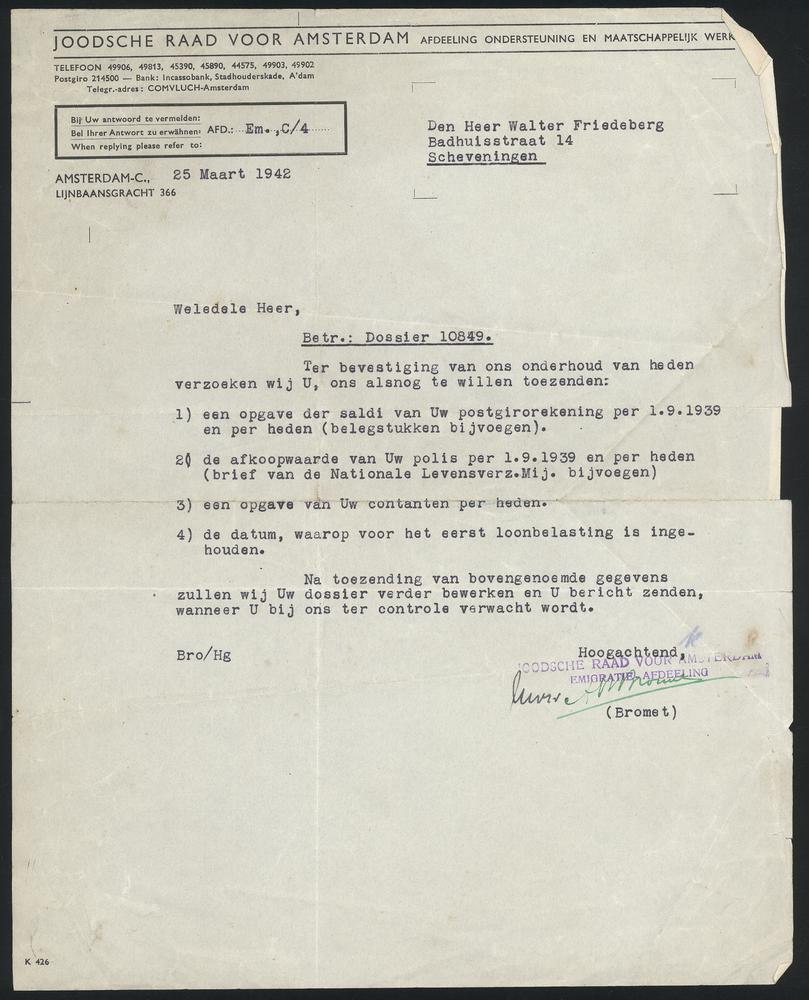 JOODSCHE RAAD VOOR AMSTERDAM AFDEELING ONDERSTEUNING EN MAATSCHAPPELIJK WERK
TELEFOON 49906, 49813, 45390, 45890, 44575, 49903, 49902
Postgiro 214500 — Bank: Incassobank, Stadhouderskade, A'dam
Telegr.-adres: COMVLUCH-Amsterdam
Bij Uw antwoord te vermelden:
Bei Ihrer Antwort zu erwähnen: AFD.: Em.,C/4
When replying please refer to:
Den Heer Walter Friedeberg
Badhuisstraat 14
Scheveningen
AMSTERDAM-C., 25 Maart 1942
LIJNBAANSGRACHT 366
Weledele Heer,
Betr.: Dossier 10849.
Ter bevestiging van ons onderhoud van heden
verzoeken wij U, ons alsnog te willen toezenden:
1) een opgave der saldi van Uw postgirorekening per 1.9.1939
en per heden (belegstukken bijvoegen).
2) de afkoopwaarde van Uw polis per 1.9.1939 en per heden
(brief van de Nationale Levensverz.Mij. bijvoegen)
3) een opgave van Uw contanten per heden.
4) de datum, waarop voor het eerst loonbelasting is inge-
houden.
Na toezending van bovengenoemde gegevens
zullen wij Uw dossier verder bewerken en U bericht zenden,
wanneer U bij ons ter controle verwacht wordt.
Bro/Hg
Hoogachtend,
JOODSCHE RAAD VOOR AMSTERDAM
EMIGRATIE-AFDEELING
(Bromet)
K 426